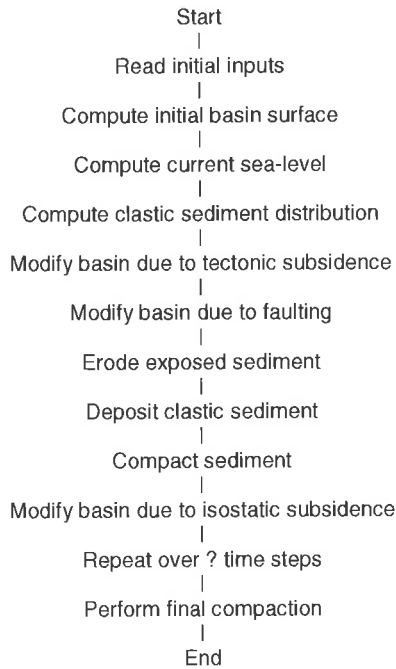 Start
Read initial inputs
Compute initial basin surface
Compute current sea-level
Compute clastic sediment distribution
Modify basin due to tectonic subsidence
Modify basin due to faulting
Erode exposed sediment
Deposit clastic sediment
Compact sediment
Modify basin due to isostatic subsidence
Repeat over ? time steps
Perform final compaction
End